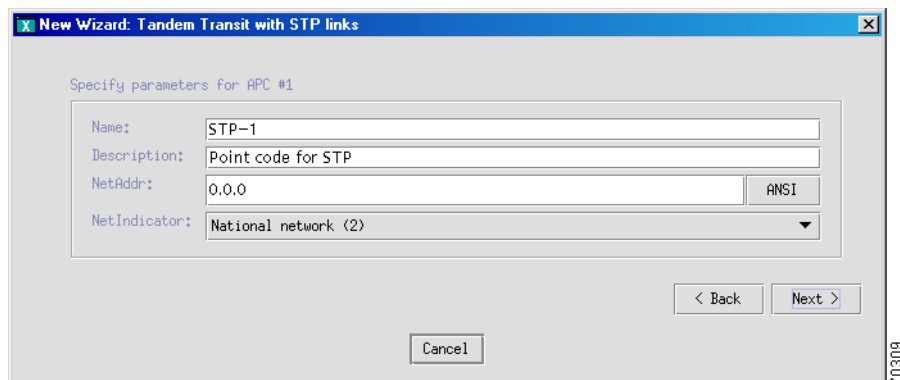 New Wizard: Tandem Transit with STP links
Specify parameters for APC #1
Name: STP-1
Description: Point code for STP
NetAddr: 0.0.0 ANSI
NetIndicator: National network (2)
< Back Next >
Cancel
70309